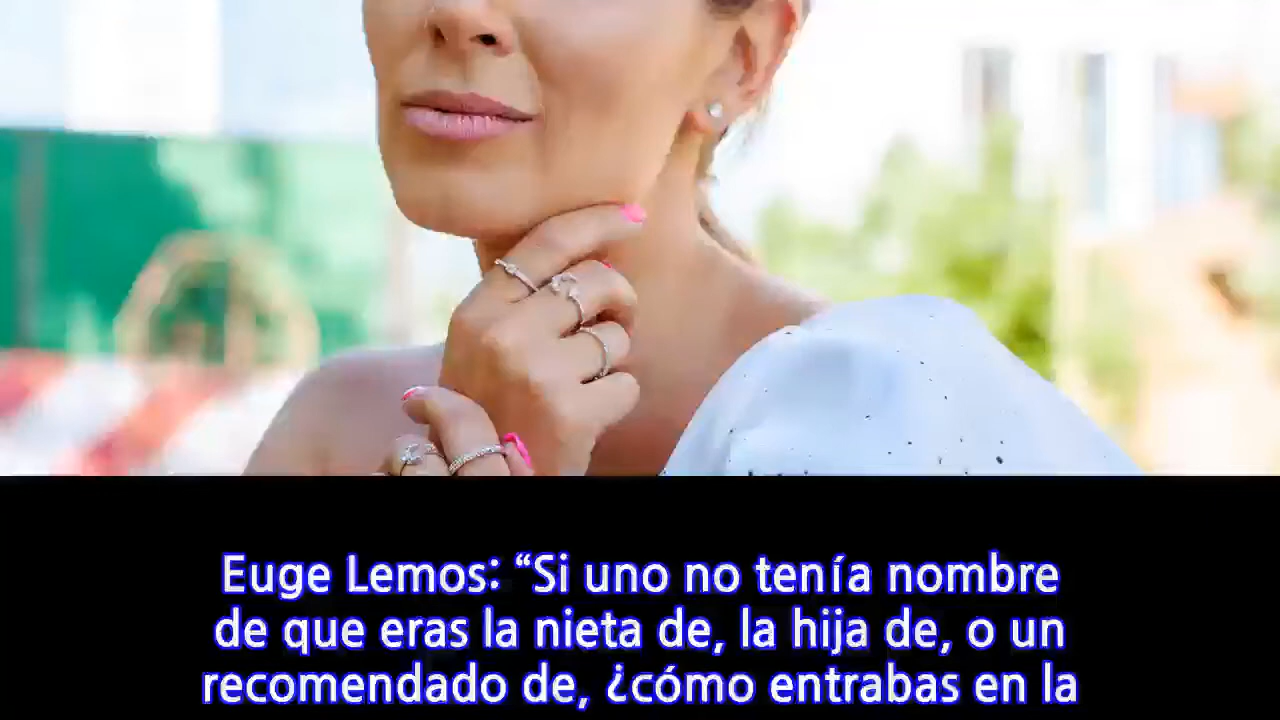 Euge Lemos: “Si uno no tenía nombre
de que eras la nieta de, la hija de, o un
recomendado de, ¿cómo entrabas en la